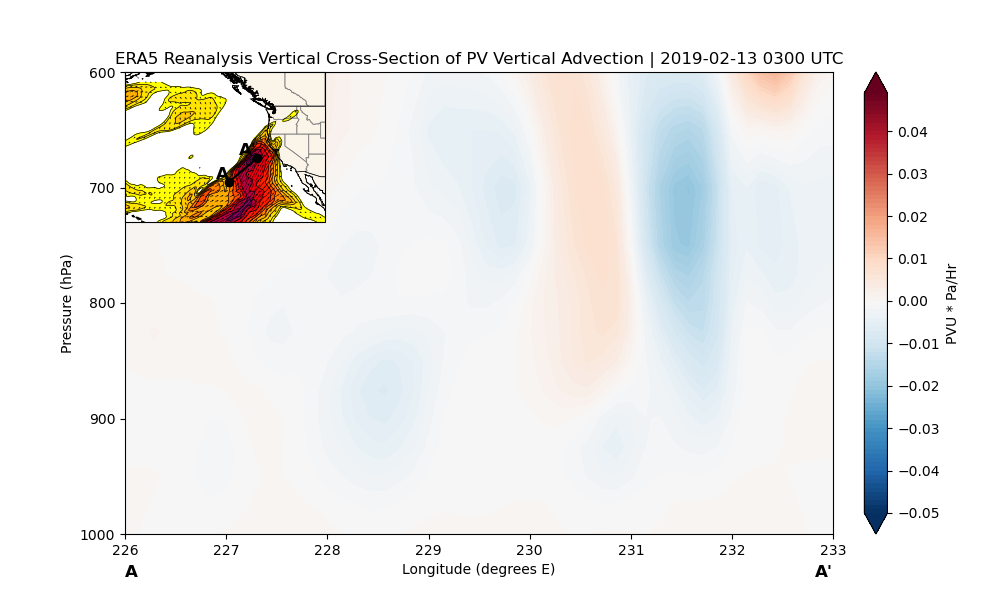 ERA5 Reanalysis Vertical Cross-Section of PV Vertical Advection | 2019-02-13 0300 UTC
600
700
800
900
1000
Pressure (hPa)
A
A
226
227
228
229
230
231
232
233
Longitude (degrees E)
A
A'
0.04
0.03
0.02
0.01
0.00
−0.01
−0.02
−0.03
−0.04
−0.05
PVU * Pa/Hr